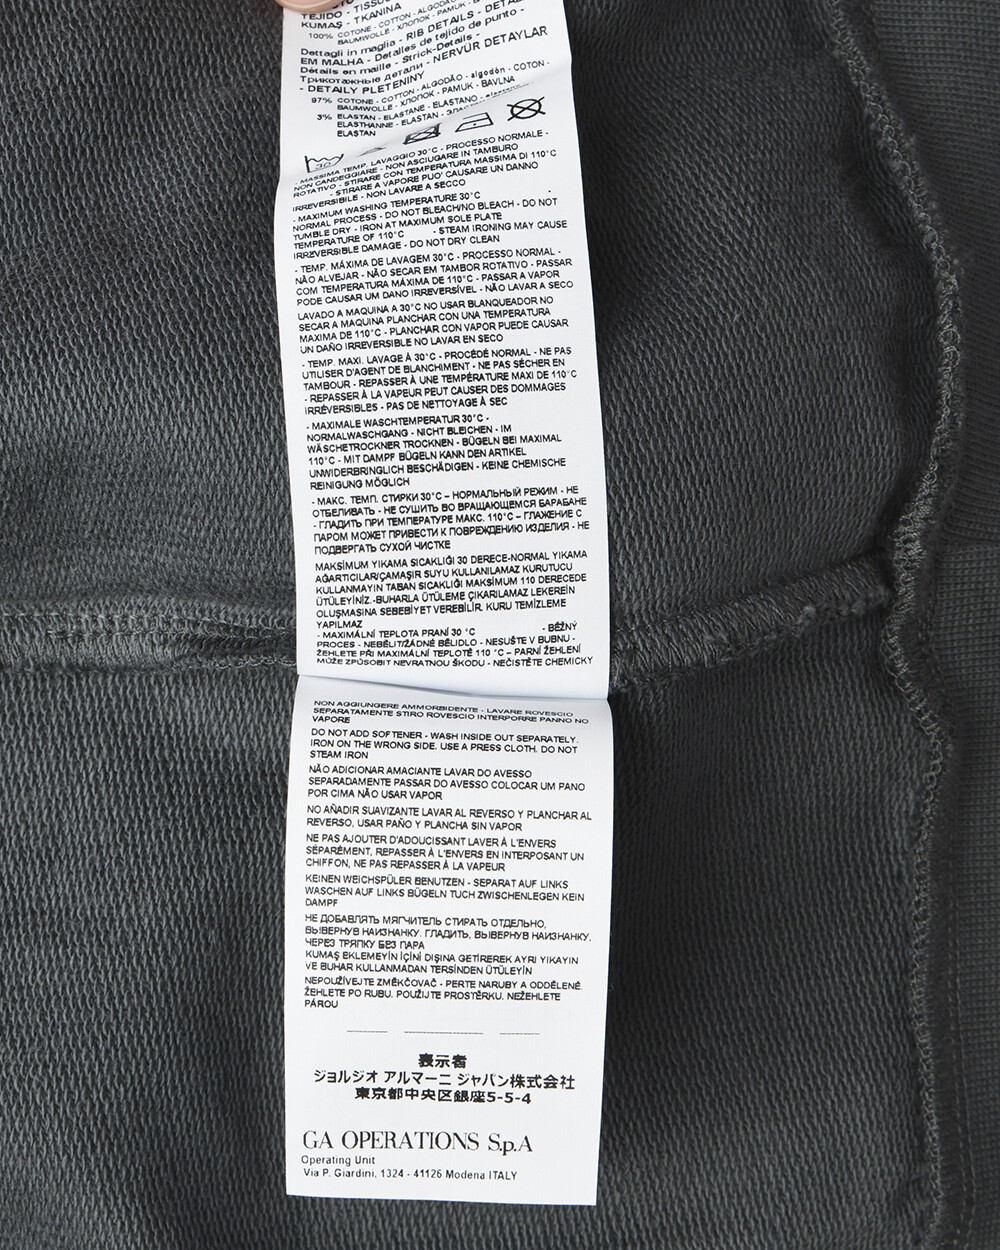 TEJIDO - TISSU
KUMAŞ - TKANINA
100% COTONE - COTTON - ALGODÃO
BAUMWOLLE - ХЛОПОК - PAMUK - BAVLNA
Dettagli in maglia - RIB DETAILS - DETAL
EM MALHA - Detalles de tejido de punto -
Détails en maille - Strick-Details -
Трикотажные детали - NERVÜR DETAYLAR
- DETAILY PLETENINY
97% COTONE - COTTON - ALGODÃO - algodón - COTON -
BAUMWOLLE - ХЛОПОК - PAMUK - BAVLNA
3% ELASTAN - ELASTANE - ELASTANO -
ELASTHANNE - ELASTAN -
ELASTAN
30
- MASSIMA TEMP. LAVAGGIO 30°C - PROCESSO NORMALE -
NON CANDEGGIARE - NON ASCIUGARE IN TAMBURO
ROTATIVO - STIRARE CON TEMPERATURA MASSIMA DI 110°C
- STIRARE A VAPORE PUO' CAUSARE UN DANNO
IRREVERSIBILE - NON LAVARE A SECCO
- MAXIMUM WASHING TEMPERATURE 30°C -
NORMAL PROCESS - DO NOT BLEACH/NO BLEACH - DO NOT
TUMBLE DRY - IRON AT MAXIMUM SOLE PLATE
TEMPERATURE OF 110°C - STEAM IRONING MAY CAUSE
IRREVERSIBLE DAMAGE - DO NOT DRY CLEAN
- TEMP. MÁXIMA DE LAVAGEM 30°C - PROCESSO NORMAL -
NÃO ALVEJAR - NÃO SECAR EM TAMBOR ROTATIVO - PASSAR
COM TEMPERATURA MÁXIMA DE 110°C - PASSAR A VAPOR
PODE CAUSAR UM DANO IRREVERSÍVEL - NÃO LAVAR A SECO
LAVADO A MAQUINA A 30°C NO USAR BLANQUEADOR NO
SECAR A MAQUINA PLANCHAR CON UNA TEMPERATURA
MAXIMA DE 110°C - PLANCHAR CON VAPOR PUEDE CAUSAR
UN DAÑO IRREVERSIBLE NO LAVAR EN SECO
- TEMP. MAXI. LAVAGE À 30°C - PROCÉDÉ NORMAL - NE PAS
UTILISER D'AGENT DE BLANCHIMENT - NE PAS SÉCHER EN
TAMBOUR - REPASSER À UNE TEMPÉRATURE MAXI DE 110°C
- REPASSER À LA VAPEUR PEUT CAUSER DES DOMMAGES
IRRÉVERSIBLES - PAS DE NETTOYAGE À SEC
- MAXIMALE WASCHTEMPERATUR 30°C -
NORMALWASCHGANG - NICHT BLEICHEN - IM
WÄSCHETROCKNER TROCKNEN - BÜGELN BEI MAXIMAL
110°C - MIT DAMPF BÜGELN KANN DEN ARTIKEL
UNWIDERBRINGLICH BESCHÄDIGEN - KEINE CHEMISCHE
REINIGUNG MÖGLICH
- МАКС. ТЕМП. СТИРКИ 30°C – НОРМАЛЬНЫЙ РЕЖИМ - НЕ
ОТБЕЛИВАТЬ - НЕ СУШИТЬ ВО ВРАЩАЮЩЕМСЯ БАРАБАНЕ
- ГЛАДИТЬ ПРИ ТЕМПЕРАТУРЕ МАКС. 110°C – ГЛАЖЕНИЕ С
ПАРОМ МОЖЕТ ПРИВЕСТИ К ПОВРЕЖДЕНИЮ ИЗДЕЛИЯ - НЕ
ПОДВЕРГАТЬ СУХОЙ ЧИСТКЕ
MAKSİMUM YIKAMA SICAKLIĞI 30 DERECE-NORMAL YIKAMA
AĞARTICILAR/ÇAMAŞIR SUYU KULLANILAMAZ KURUTUCU
KULLANMAYIN TABAN SICAKLIĞI MAKSİMUM 110 DERECEDE
ÜTÜLEYİNİZ.-BUHARLA ÜTÜLEME ÇIKARILAMAZ LEKEREIN
OLUŞMASINA SEBEBİYET VEREBİLİR. KURU TEMİZLEME
YAPILMAZ
- MAXIMÁLNÍ TEPLOTA PRANÍ 30 °C - BĚŽNÝ
PROCES - NEBĚLIT/ŽÁDNÉ BĚLIDLO - NESUŠTE V BUBNU -
ŽEHLETE PŘI MAXIMÁLNÍ TEPLOTĚ 110 °C – PARNÍ ŽEHLENÍ
MŮŽE ZPŮSOBIT NEVRATNOU ŠKODU - NEČISTĚTE CHEMICKY
NON AGGIUNGERE AMMORBIDENTE - LAVARE ROVESCIO
SEPARATAMENTE STIRO ROVESCIO INTERPORRE PANNO NO
VAPORE
DO NOT ADD SOFTENER - WASH INSIDE OUT SEPARATELY.
IRON ON THE WRONG SIDE. USE A PRESS CLOTH. DO NOT
STEAM IRON
NÃO ADICIONAR AMACIANTE LAVAR DO AVESSO
SEPARADAMENTE PASSAR DO AVESSO COLOCAR UM PANO
POR CIMA NÃO USAR VAPOR
NO AÑADIR SUAVIZANTE LAVAR AL REVERSO Y PLANCHAR AL
REVERSO, USAR PAÑO Y PLANCHA SIN VAPOR
NE PAS AJOUTER D'ADOUCISSANT LAVER À L'ENVERS
SÉPARÉMENT, REPASSER À L'ENVERS EN INTERPOSANT UN
CHIFFON, NE PAS REPASSER À LA VAPEUR
KEINEN WEICHSPÜLER BENUTZEN - SEPARAT AUF LINKS
WASCHEN AUF LINKS BÜGELN TUCH ZWISCHENLEGEN KEIN
DAMPF
НЕ ДОБАВЛЯТЬ МЯГЧИТЕЛЬ СТИРАТЬ ОТДЕЛЬНО,
ВЫВЕРНУВ НАИЗНАНКУ. ГЛАДИТЬ, ВЫВЕРНУВ НАИЗНАНКУ,
ЧЕРЕЗ ТРЯПКУ БЕЗ ПАРА
KUMAŞ EKLEMEYIN İÇİNİ DIŞINA GETİREREK AYRI YIKAYIN
VE BUHAR KULLANMADAN TERSİNDEN ÜTÜLEYİN
NEPOUŽÍVEJTE ZMĚKČOVAČ - PERTE NARUBY A ODDĚLENĚ
ŽEHLETE PO RUBU. POUŽIJTE PROSTĚRKU. NEŽEHLETE
PÁROU
表示者
ジョルジオ アルマーニ ジャパン株式会社
東京都中央区銀座5-5-4
GA OPERATIONS S.p.A
Operating Unit
Via P. Giardini, 1324 - 41126 Modena ITALY